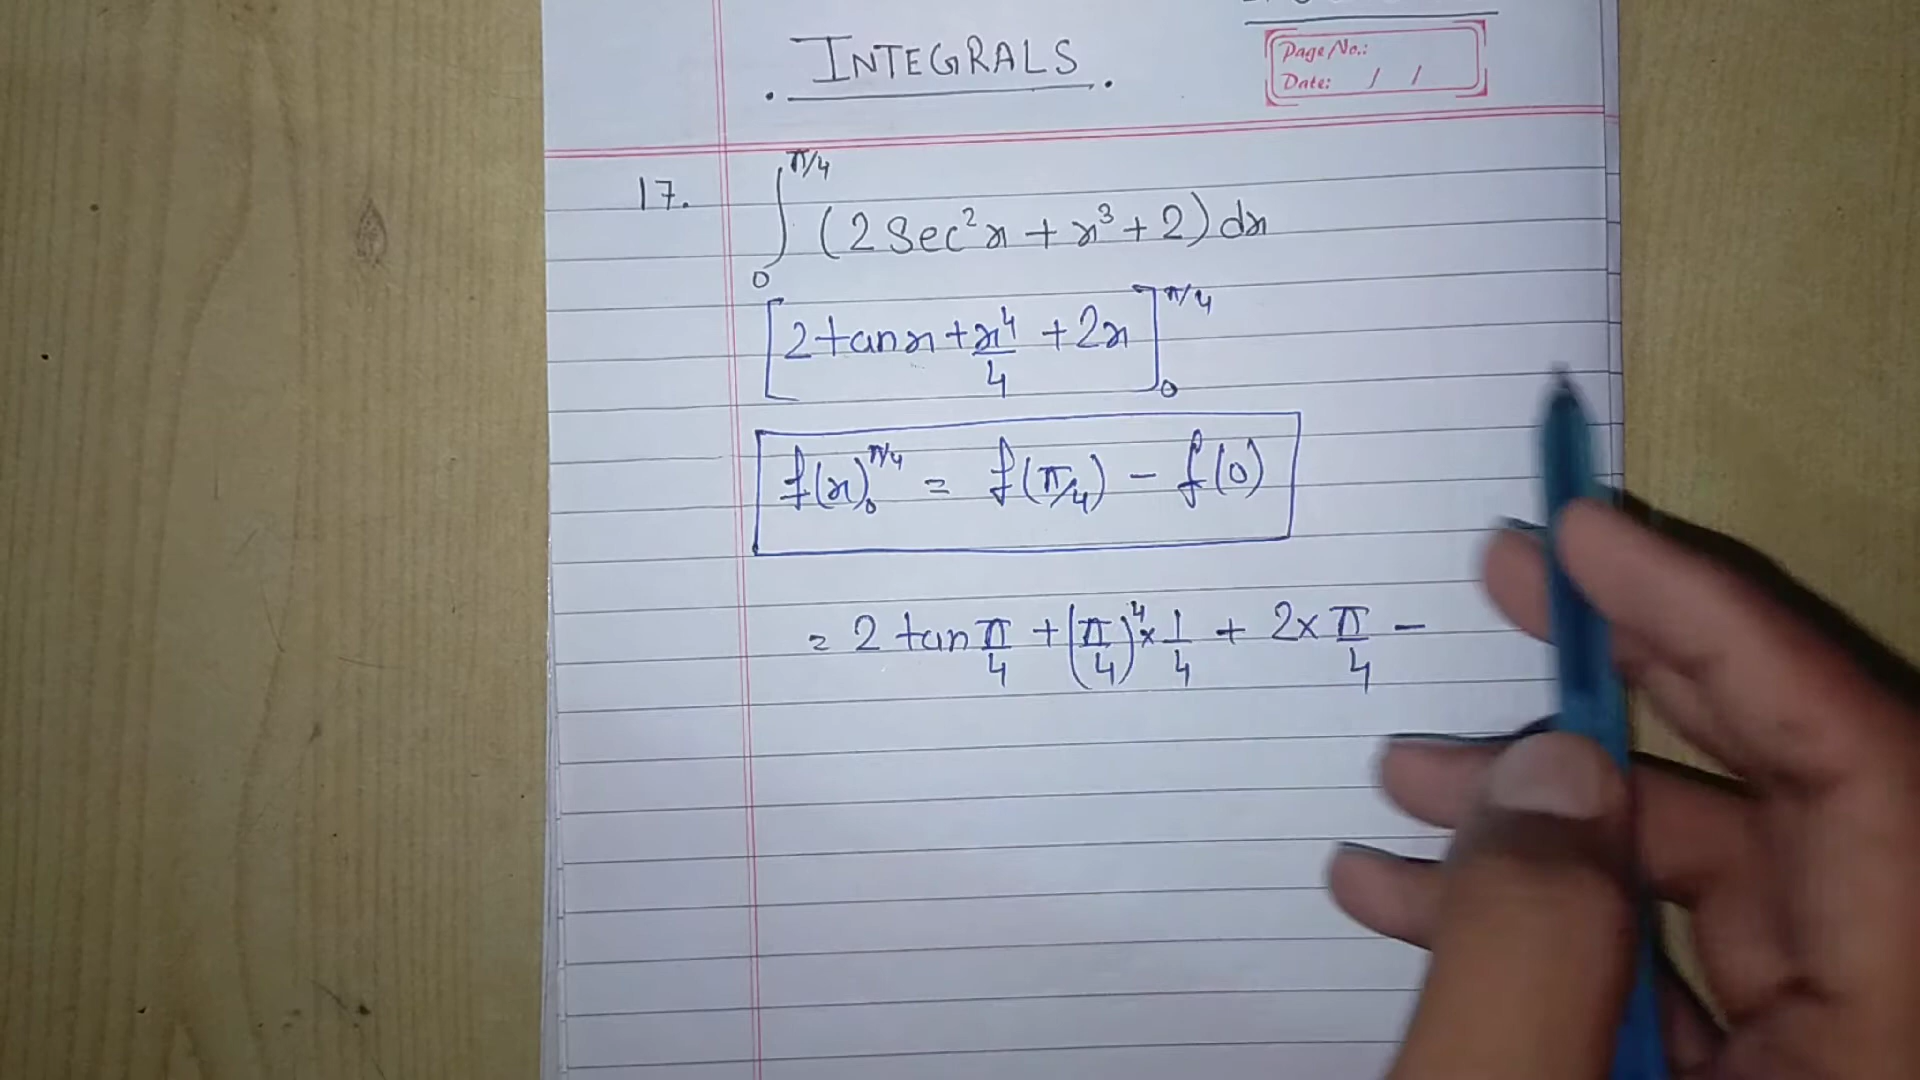 INTEGRALS
Page No.:
Date: / /
17. ∫₀^π/4 (2 Sec²x + x³ + 2) dx
[2 tan x + x⁴/4 + 2x]₀^π/4
f(x)₀^π/4 = f(π/4) - f(0)
= 2 tan π/4 + (π/4)⁴ × 1/4 + 2 × π/4 -